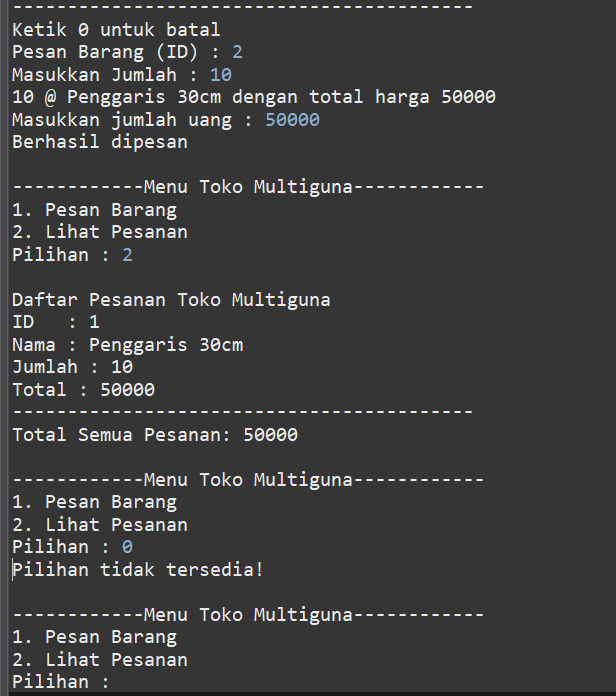 ------------------------------------------
Ketik 0 untuk batal
Pesan Barang (ID) : 2
Masukkan Jumlah : 10
10 @ Penggaris 30cm dengan total harga 50000
Masukkan jumlah uang : 50000
Berhasil dipesan
------------Menu Toko Multiguna------------
1. Pesan Barang
2. Lihat Pesanan
Pilihan : 2
Daftar Pesanan Toko Multiguna
ID   : 1
Nama : Penggaris 30cm
Jumlah : 10
Total : 50000
------------------------------------------
Total Semua Pesanan: 50000
------------Menu Toko Multiguna------------
1. Pesan Barang
2. Lihat Pesanan
Pilihan : 0
Pilihan tidak tersedia!
------------Menu Toko Multiguna------------
1. Pesan Barang
2. Lihat Pesanan
Pilihan :